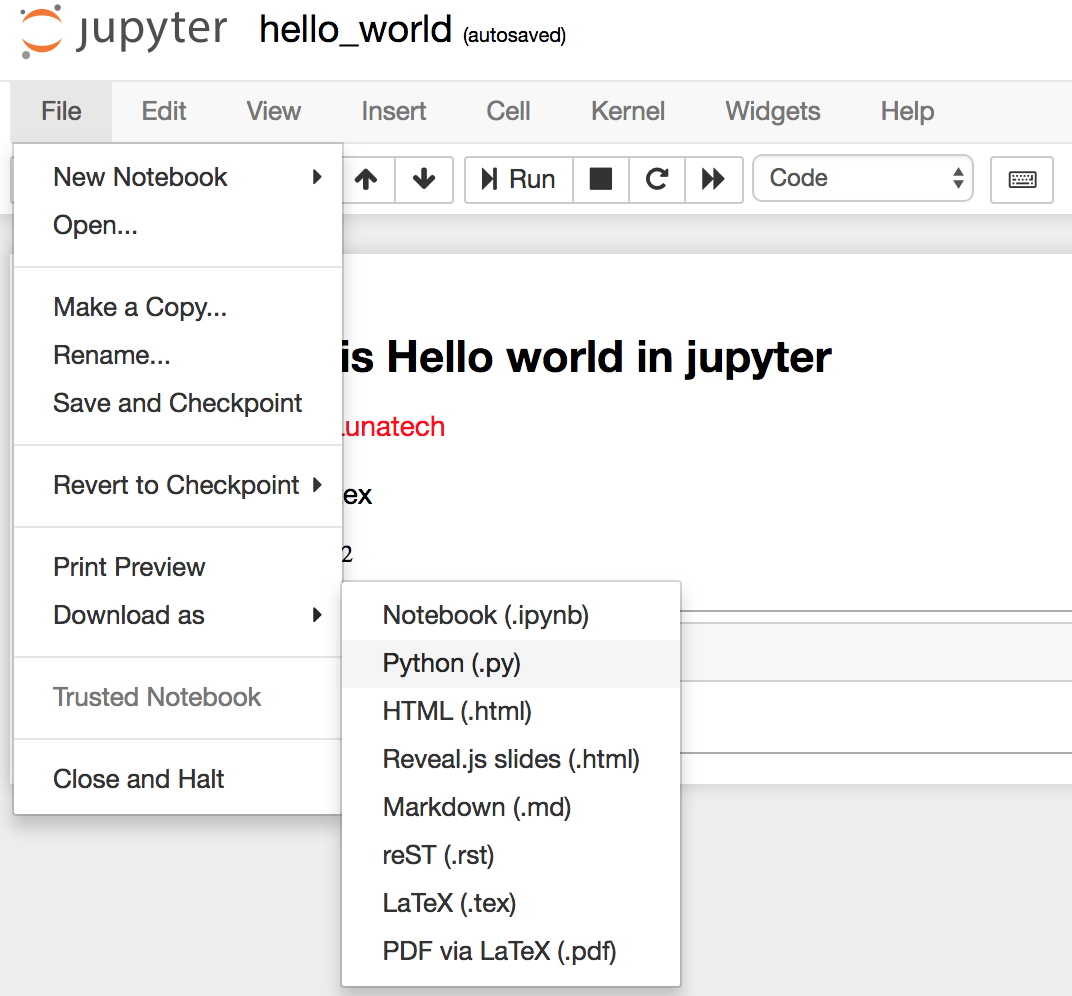 jupyter hello_world (autosaved)
File Edit View Insert Cell Kernel Widgets Help
Run Code
New Notebook
Open...
Make a Copy...
Rename...
Save and Checkpoint
Revert to Checkpoint
Print Preview
Download as
Trusted Notebook
Close and Halt
is Hello world in jupyter
unatech
ex
2
Notebook (.ipynb)
Python (.py)
HTML (.html)
Reveal.js slides (.html)
Markdown (.md)
reST (.rst)
LaTeX (.tex)
PDF via LaTeX (.pdf)